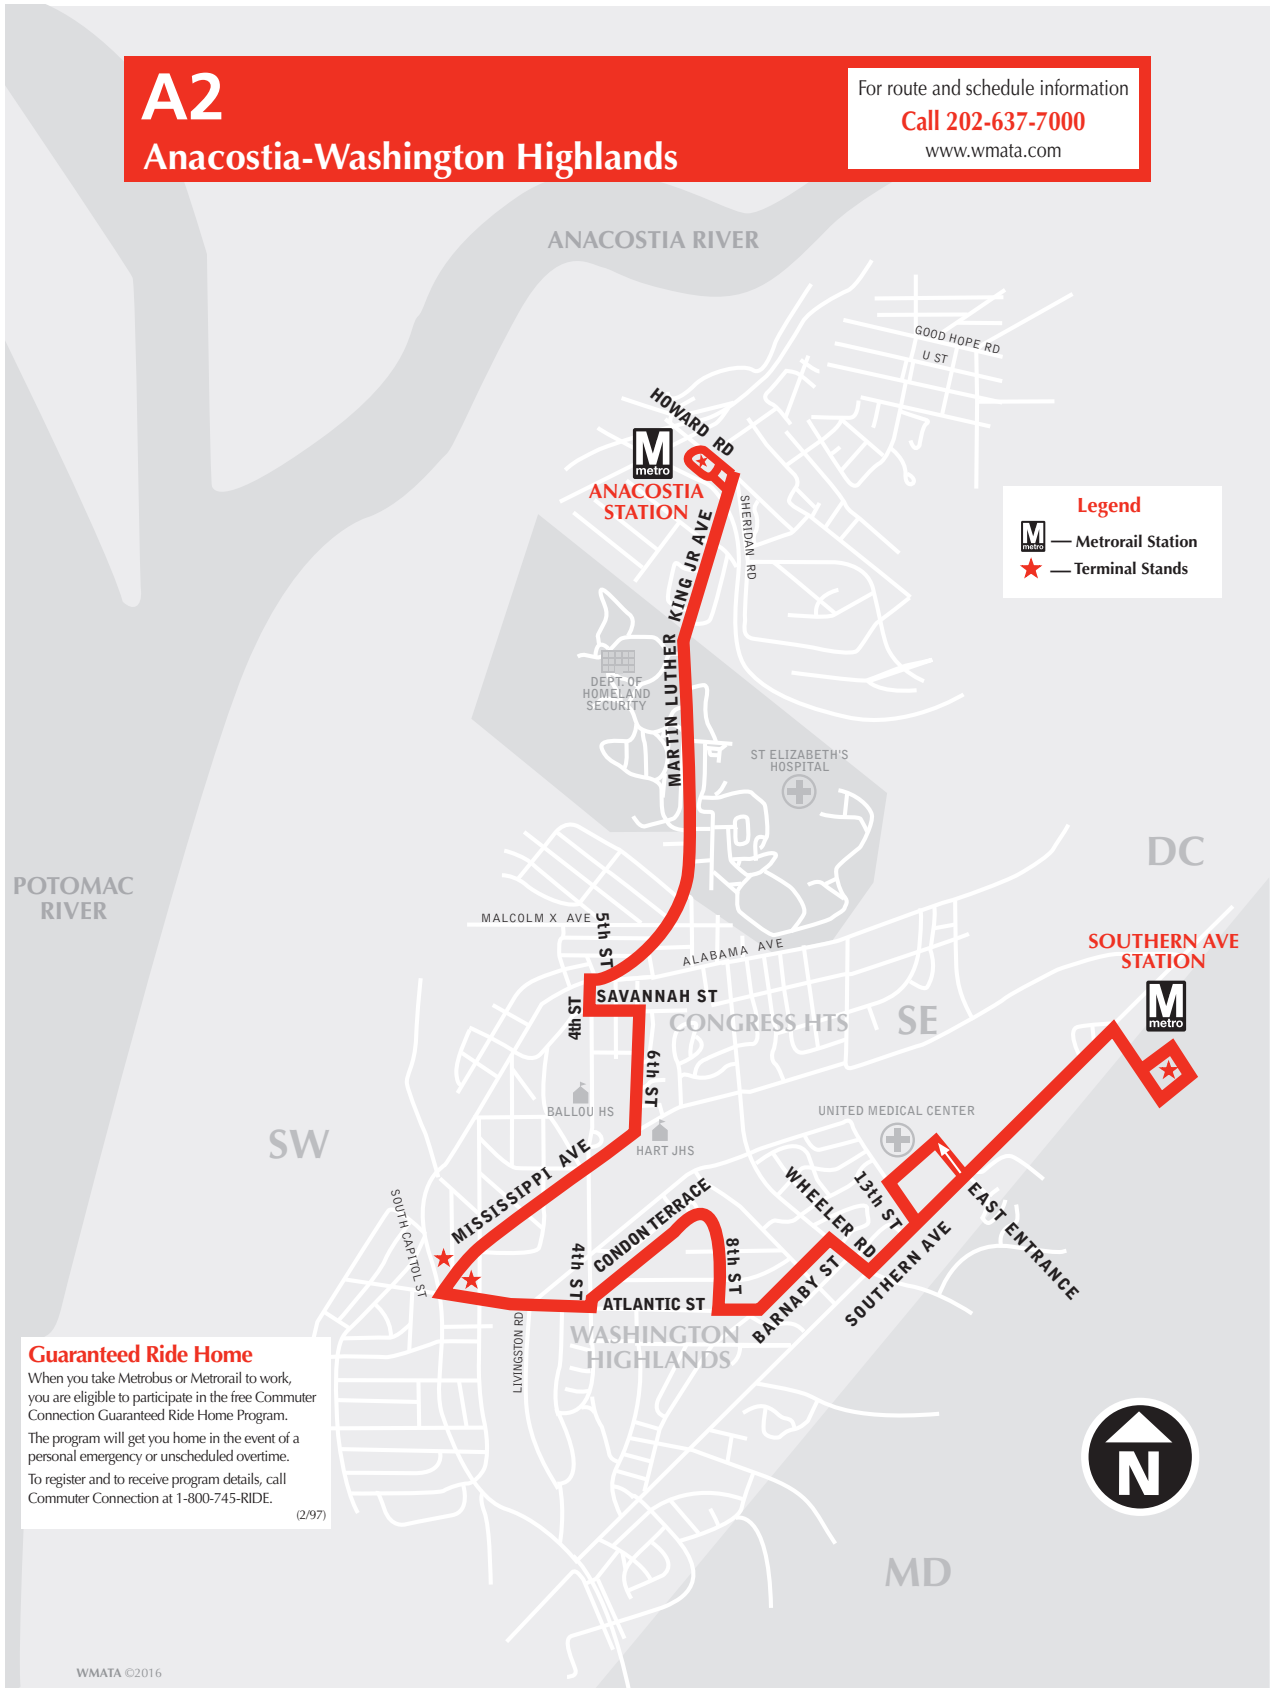 A2
Anacostia-Washington Highlands
For route and schedule information
Call 202-637-7000
www.wmata.com
ANACOSTIA RIVER
GOOD HOPE RD
U ST
HOWARD RD
M
metro
ANACOSTIA
STATION
SHERIDAN RD
MARTIN LUTHER KING JR AVE
Legend
M
metro
— Metrorail Station
— Terminal Stands
DEPT. OF
HOMELAND
SECURITY
ST ELIZABETH'S
HOSPITAL
DC
POTOMAC
RIVER
MALCOLM X AVE
5th ST
ALABAMA AVE
SOUTHERN AVE
STATION
M
metro
SAVANNAH ST
4th ST
CONGRESS HTS
SE
6th ST
BALLOU HS
HART JHS
UNITED MEDICAL CENTER
SW
MISSISSIPPI AVE
SOUTH CAPITOL ST
CONDON TERRACE
4th ST
8th ST
WHEELER RD
13th ST
EAST ENTRANCE
SOUTHERN AVE
BARNABY ST
ATLANTIC ST
LIVINGSTON RD
WASHINGTON
HIGHLANDS
Guaranteed Ride Home
When you take Metrobus or Metrorail to work,
you are eligible to participate in the free Commuter
Connection Guaranteed Ride Home Program.
The program will get you home in the event of a
personal emergency or unscheduled overtime.
To register and to receive program details, call
Commuter Connection at 1-800-745-RIDE.
(2/97)
N
MD
WMATA ©2016